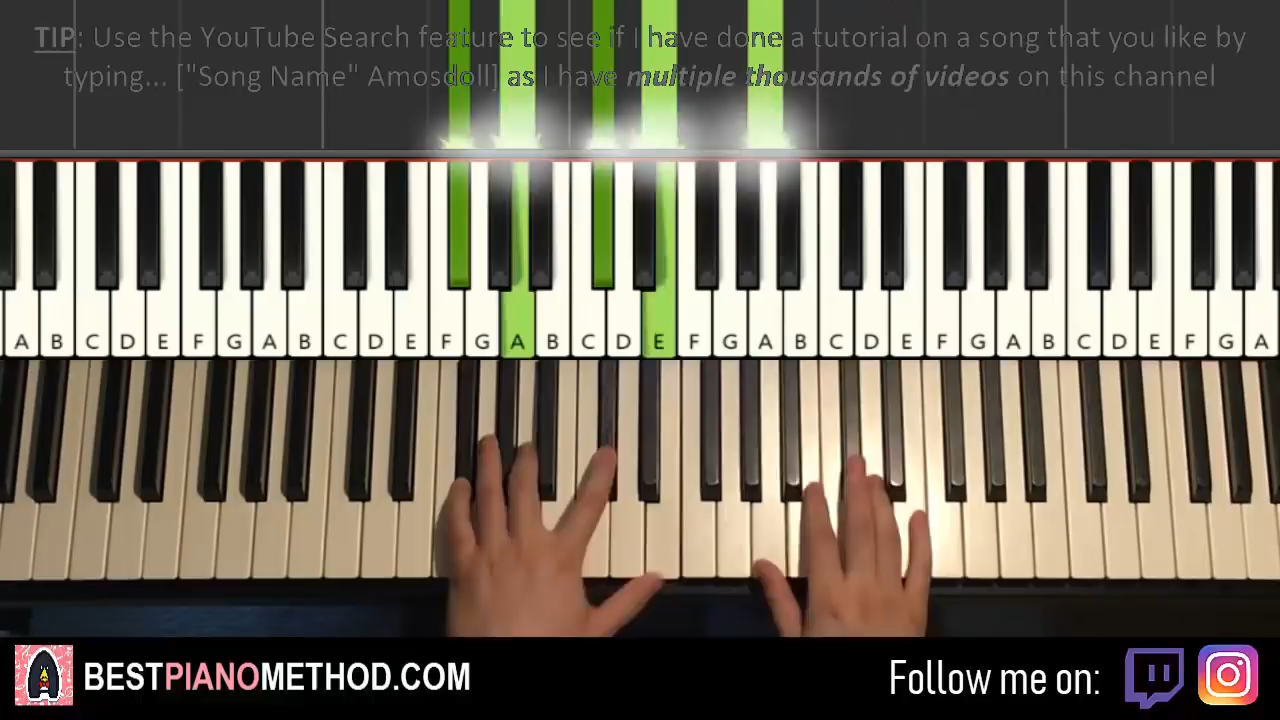 TIP: Use the YouTube Search feature to see if I have done a tutorial on a song that you like by
typing... ["Song Name" Amosdoll] as I have multiple thousands of videos on this channel
A B C D E F G A B C D E F G A B C D E F G A B C D E F G A B C D E F G A
BESTPIANOMETHOD.COM
Follow me on: